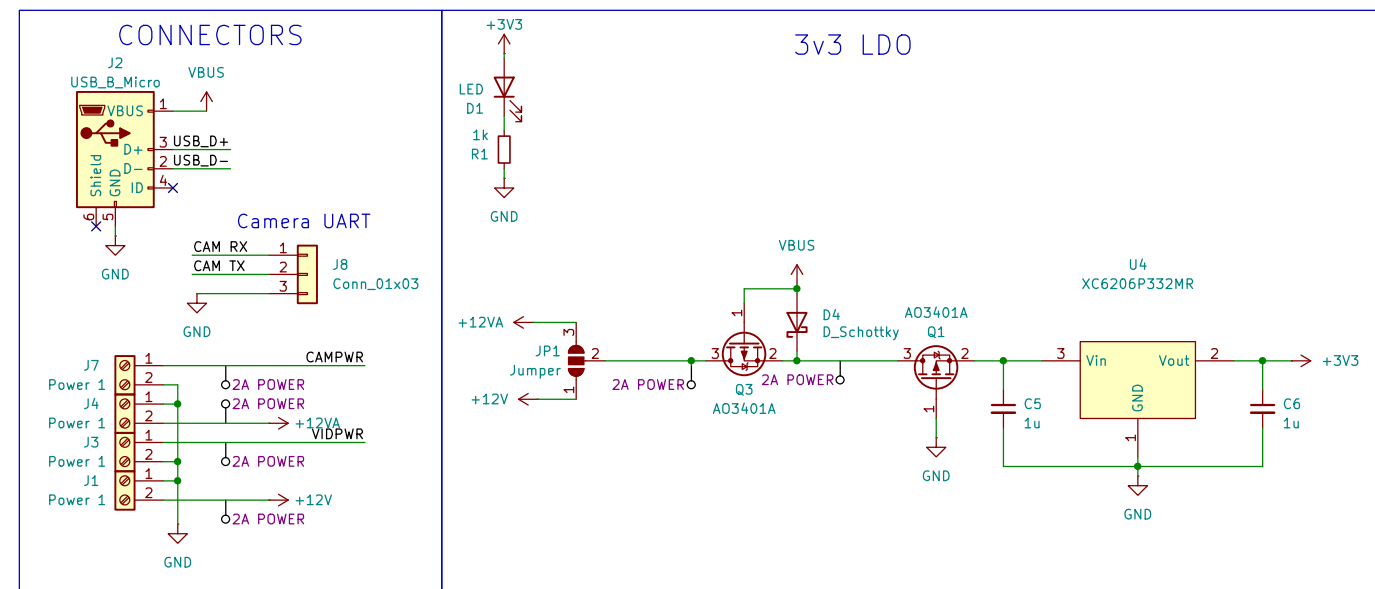 CONNECTORS
J2
USB_B_Micro
VBUS
VBUS
1
D+
3
USB_D+
D-
2
USB_D-
ID
4
Shield
GND
6
5
GND
Camera UART
CAM RX
1
CAM TX
2
3
J8
Conn_01x03
GND
J7
1
CAMPWR
Power 1
2
2A POWER
J4
1
2A POWER
Power 1
2
+12VA
J3
1
VIDPWR
Power 1
2
2A POWER
J1
1
Power 1
2
+12V
2A POWER
GND
3v3 LDO
+3V3
LED
D1
1k
R1
GND
VBUS
+12VA
3
JP1
Jumper
2
1
+12V
2A POWER
1
3
2
Q3
AO3401A
D4
D_Schottky
2A POWER
AO3401A
Q1
3
2
1
GND
C5
1u
U4
XC6206P332MR
3
Vin
Vout
2
GND
1
GND
C6
1u
+3V3